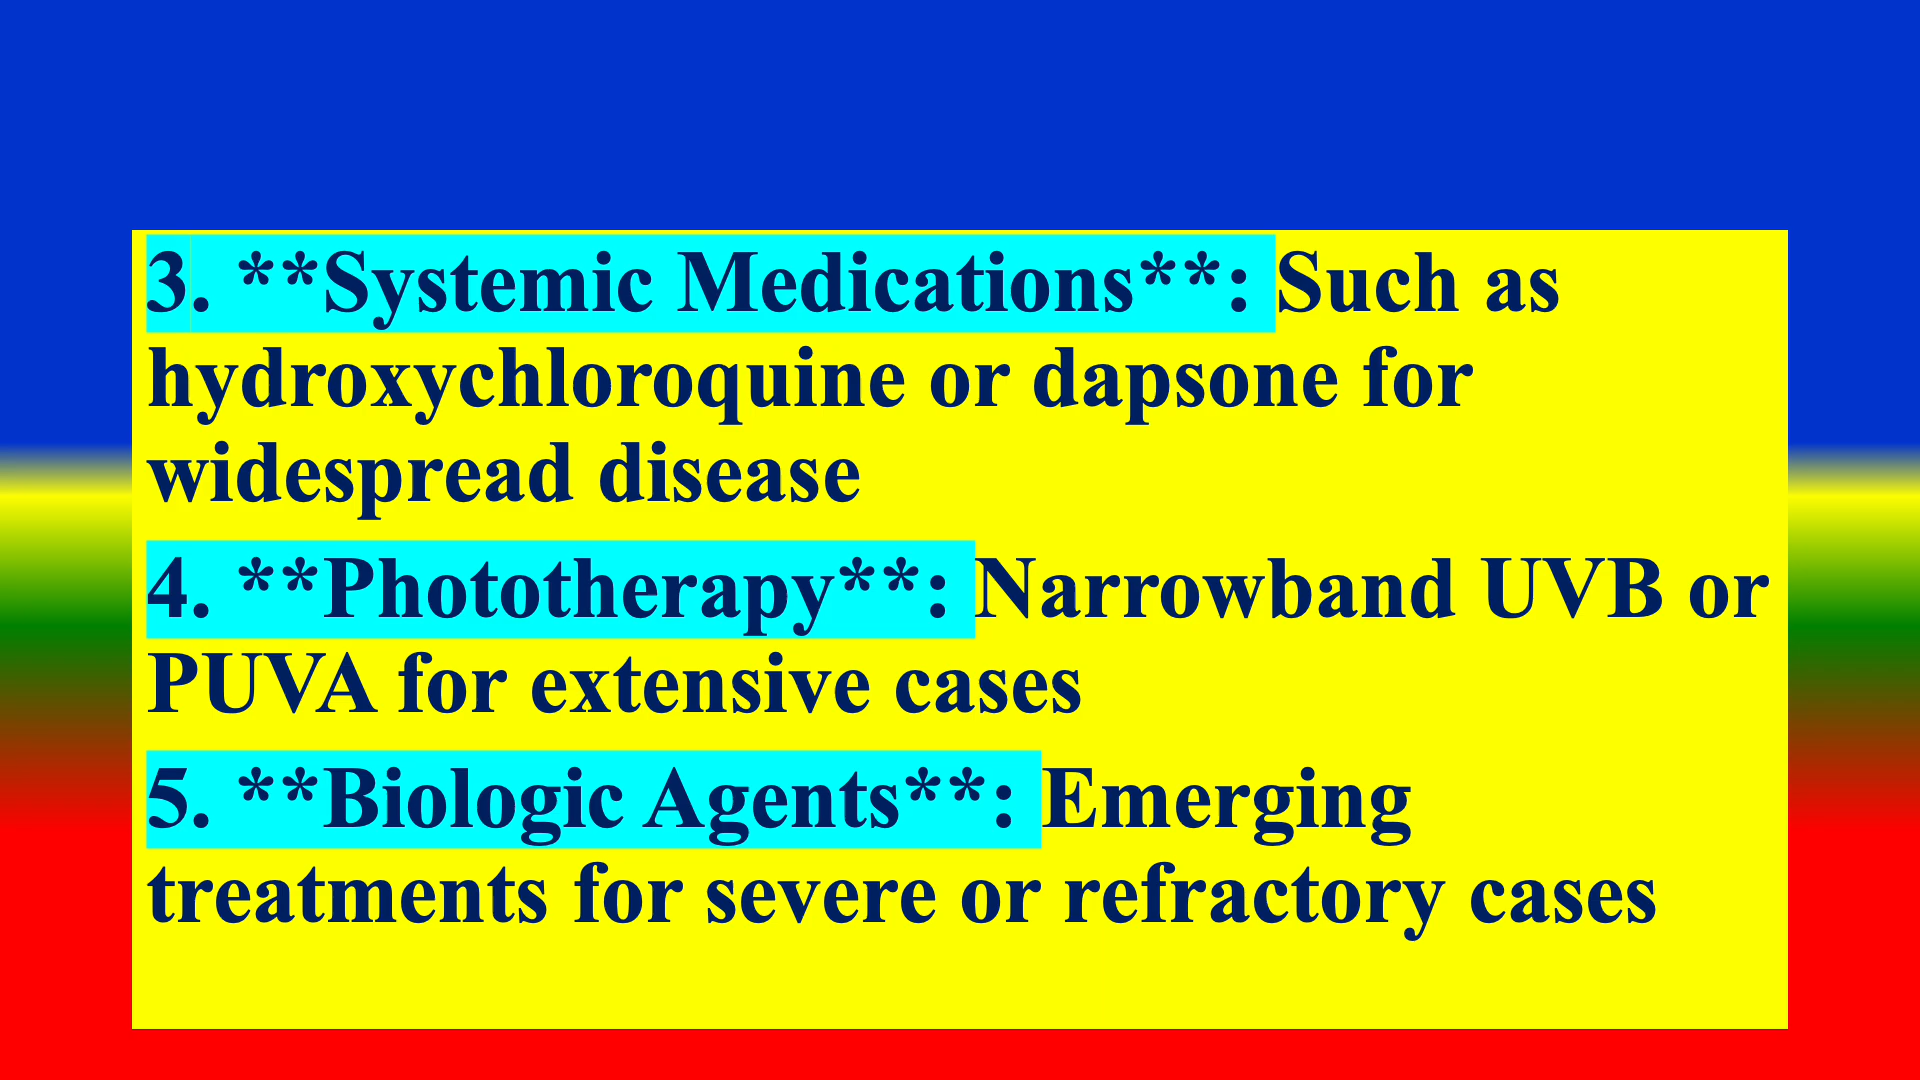 3. **Systemic Medications**: Such as
hydroxychloroquine or dapsone for
widespread disease
4. **Phototherapy**: Narrowband UVB or
PUVA for extensive cases
5. **Biologic Agents**: Emerging
treatments for severe or refractory cases